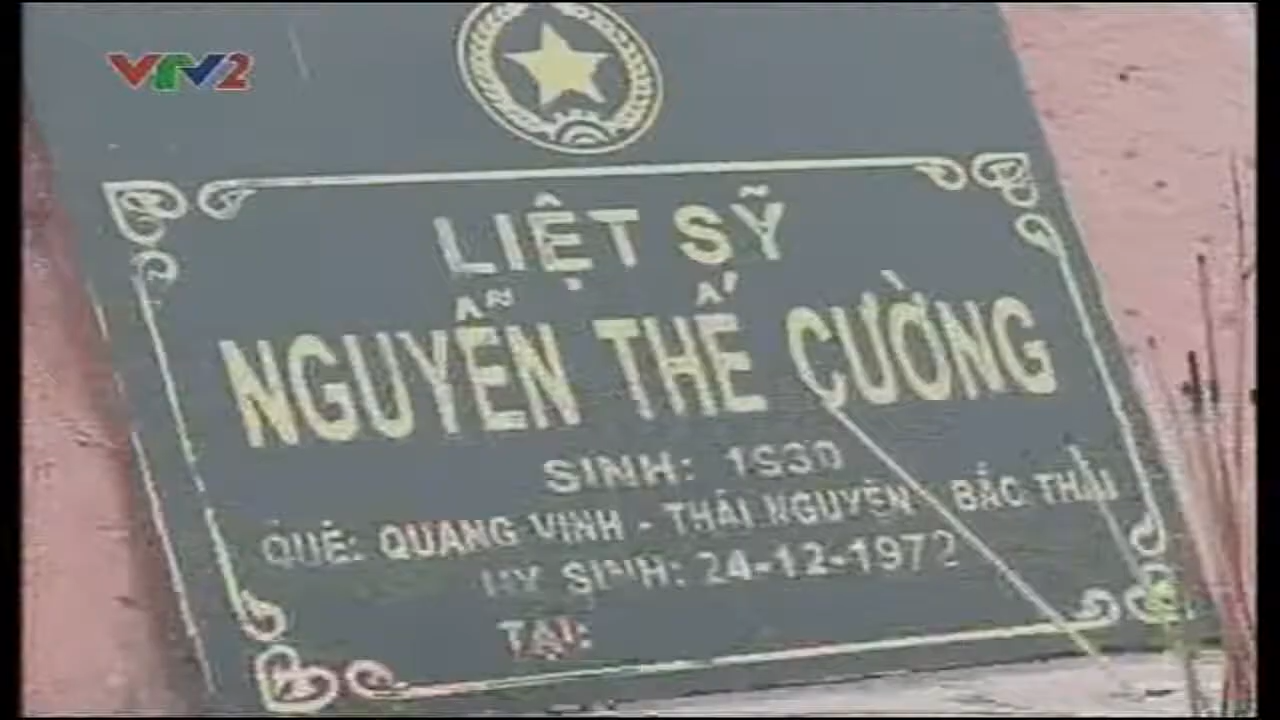 VTV2
LIỆT SỸ
NGUYỄN THẾ CƯỜNG
SINH: 1930
QUÊ: QUANG VINH - THÁI NGUYÊN - BẮC THÁI
HY SINH: 24-12-1972
TẠI: